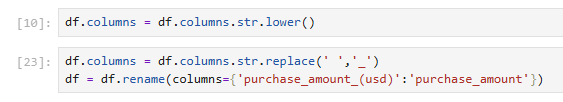 [10]: df.columns = df.columns.str.lower()
[23]: df.columns = df.columns.str.replace(' ','_')
df = df.rename(columns={'purchase_amount_(usd)':'purchase_amount'})